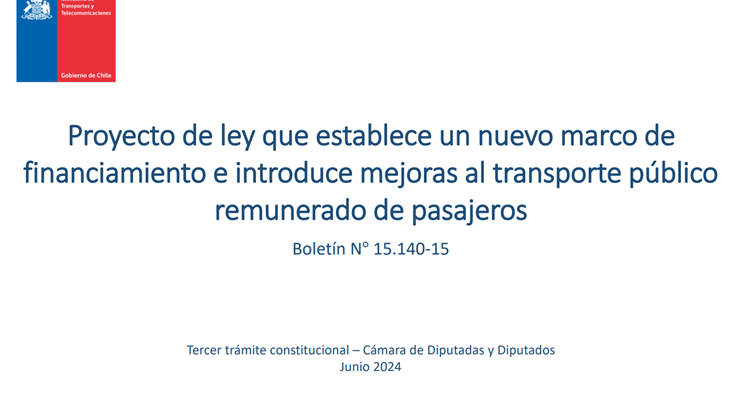 Transportes y
Telecomunicaciones
Gobierno de Chile
Proyecto de ley que establece un nuevo marco de
financiamiento e introduce mejoras al transporte público
remunerado de pasajeros
Boletín N° 15.140-15
Tercer trámite constitucional – Cámara de Diputadas y Diputados
Junio 2024